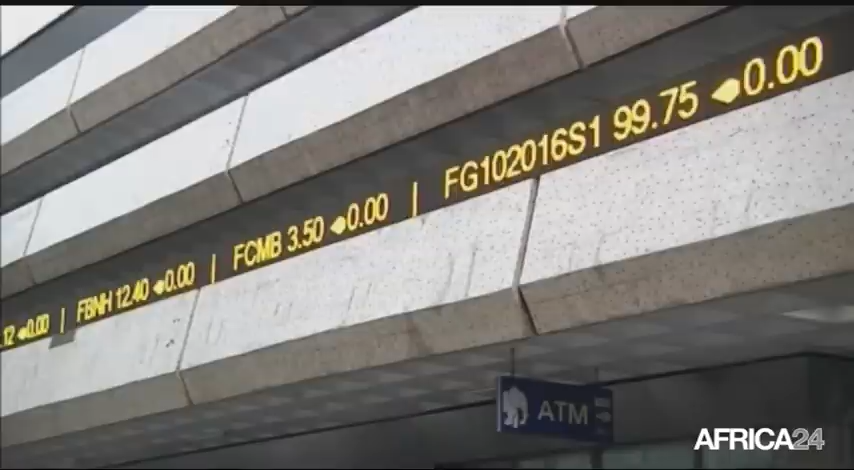 .12 0.00 | FBNH 12.40 0.00 | FCMB 3.50 0.00 | FG102016S1 99.75 0.00
ATM
AFRICA24